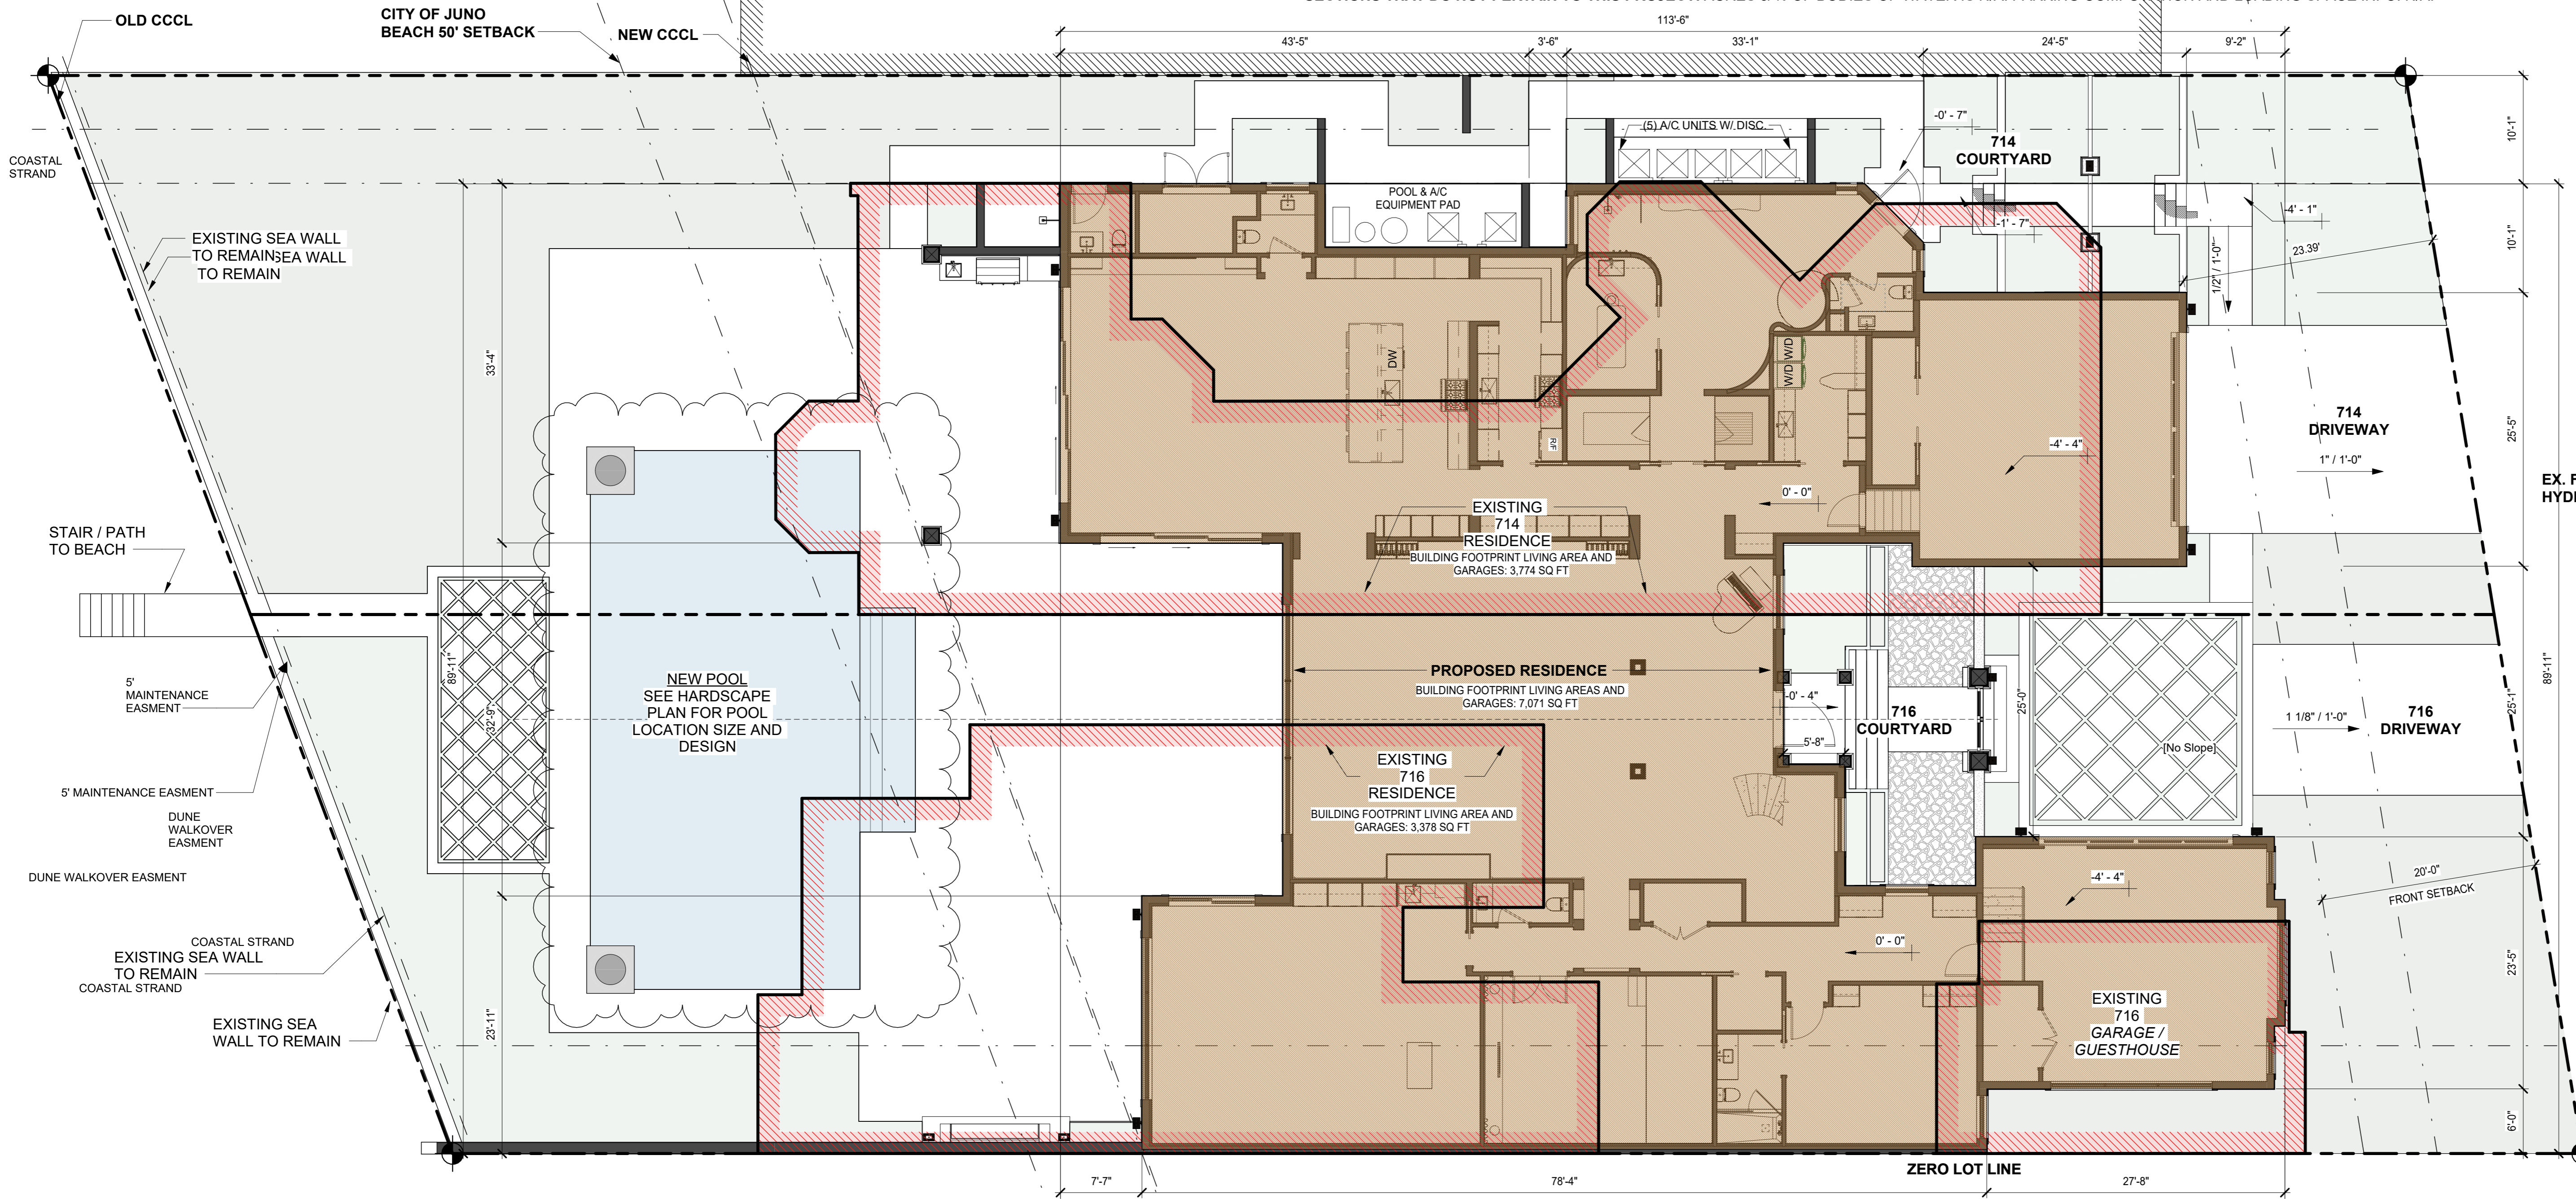 OLD CCCL
CITY OF JUNO
BEACH 50' SETBACK
NEW CCCL
113'-6"
43'-5"
3'-6"
33'-1"
24'-5"
9'-2"
COASTAL
STRAND
(5) A/C UNITS W/ DISC.
-0' - 7"
714
COURTYARD
10'-1"
POOL & A/C
EQUIPMENT PAD
-1' - 7"
-4' - 1"
EXISTING SEA WALL
TO REMAIN
SEA WALL
TO REMAIN
1/2" / 1'-0"
23.39'
10'-1"
33'-4"
DW
W/D
W/D
R/F
714
DRIVEWAY
1" / 1'-0"
25'-5"
-4' - 4"
0' - 0"
EX. F
HYD
STAIR / PATH
TO BEACH
EXISTING
714
RESIDENCE
BUILDING FOOTPRINT LIVING AREA AND
GARAGES: 3,774 SQ FT
89'-11"
5'
MAINTENANCE
EASMENT
NEW POOL
SEE HARDSCAPE
PLAN FOR POOL
LOCATION SIZE AND
DESIGN
32'-9"
PROPOSED RESIDENCE
BUILDING FOOTPRINT LIVING AREAS AND
GARAGES: 7,071 SQ FT
-0' - 4"
5'-8"
716
COURTYARD
25'-0"
[No Slope]
1 1/8" / 1'-0"
716
DRIVEWAY
25'-1"
89'-11"
EXISTING
716
RESIDENCE
BUILDING FOOTPRINT LIVING AREA AND
GARAGES: 3,378 SQ FT
5' MAINTENANCE EASMENT
DUNE
WALKOVER
EASMENT
DUNE WALKOVER EASMENT
-4' - 4"
20'-0"
FRONT SETBACK
COASTAL STRAND
EXISTING SEA WALL
TO REMAIN
COASTAL STRAND
0' - 0"
23'-5"
EXISTING SEA
WALL TO REMAIN
23'-11"
EXISTING
716
GARAGE /
GUESTHOUSE
6'-0"
ZERO LOT LINE
7'-7"
78'-4"
27'-8"